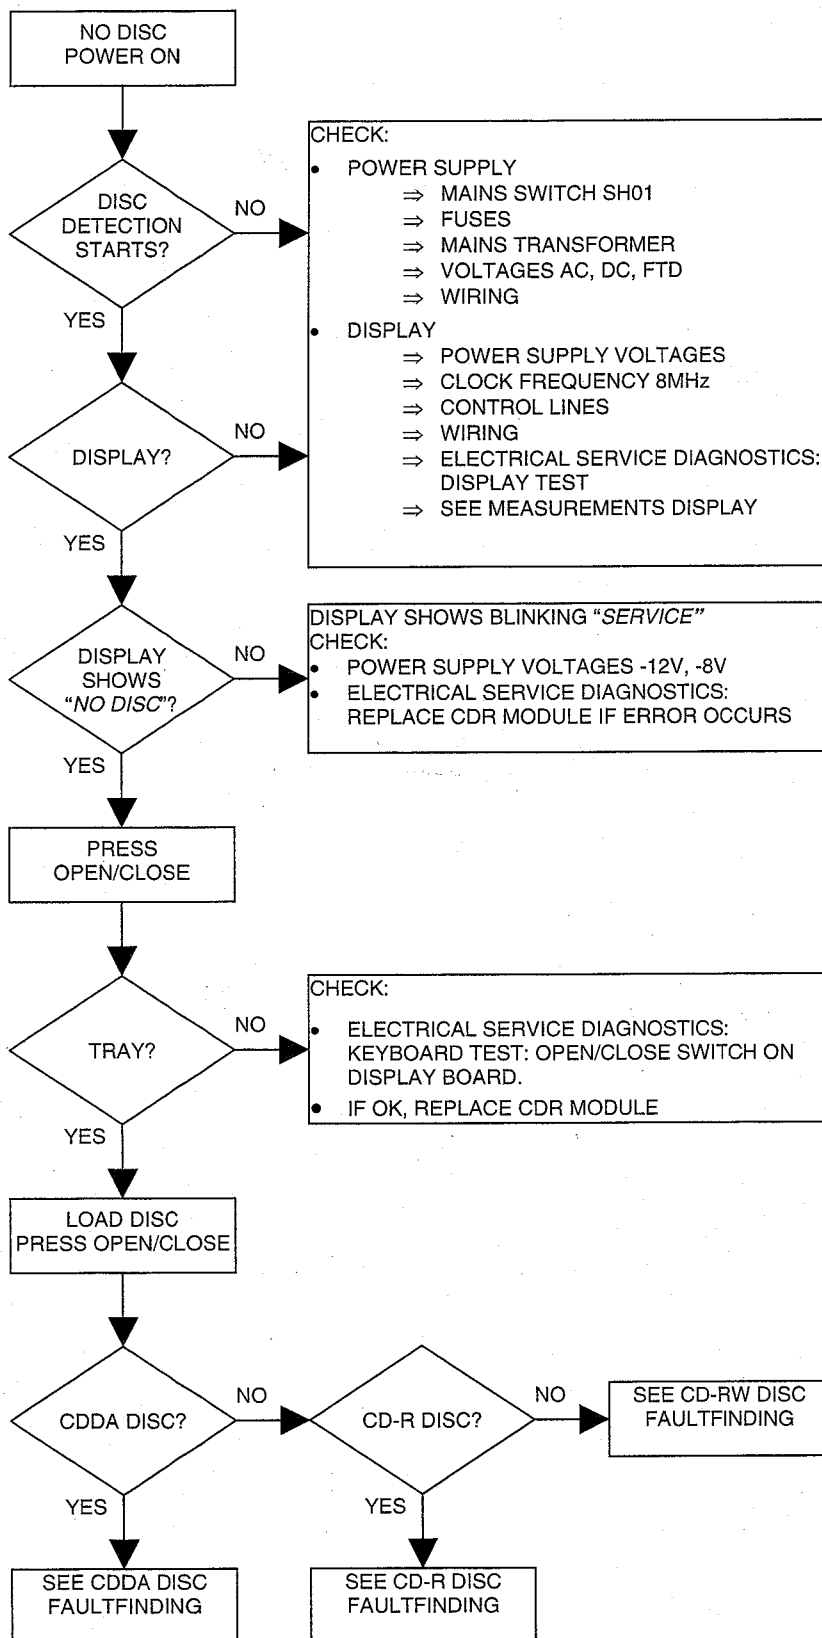 NO DISC
POWER ON
DISC
DETECTION
STARTS?
NO
YES
CHECK:
• POWER SUPPLY
⇒ MAINS SWITCH SH01
⇒ FUSES
⇒ MAINS TRANSFORMER
⇒ VOLTAGES AC, DC, FTD
⇒ WIRING
• DISPLAY
⇒ POWER SUPPLY VOLTAGES
⇒ CLOCK FREQUENCY 8MHz
⇒ CONTROL LINES
⇒ WIRING
⇒ ELECTRICAL SERVICE DIAGNOSTICS:
DISPLAY TEST
⇒ SEE MEASUREMENTS DISPLAY
DISPLAY?
NO
YES
DISPLAY
SHOWS
“NO DISC”?
NO
YES
DISPLAY SHOWS BLINKING “SERVICE”
CHECK:
• POWER SUPPLY VOLTAGES -12V, -8V
• ELECTRICAL SERVICE DIAGNOSTICS:
REPLACE CDR MODULE IF ERROR OCCURS
PRESS
OPEN/CLOSE
TRAY?
NO
YES
CHECK:
• ELECTRICAL SERVICE DIAGNOSTICS:
KEYBOARD TEST: OPEN/CLOSE SWITCH ON
DISPLAY BOARD.
• IF OK, REPLACE CDR MODULE
LOAD DISC
PRESS OPEN/CLOSE
CDDA DISC?
NO
YES
CD-R DISC?
NO
YES
SEE CD-RW DISC
FAULTFINDING
SEE CDDA DISC
FAULTFINDING
SEE CD-R DISC
FAULTFINDING